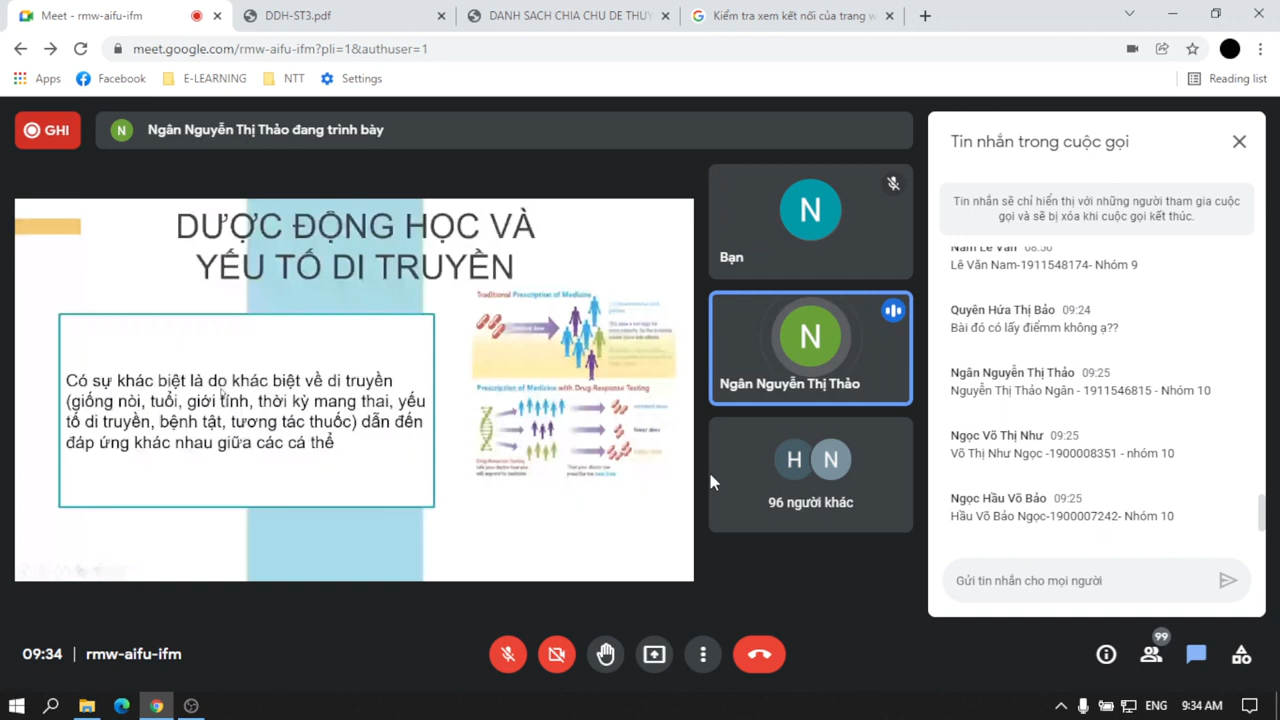 Meet - rmw-aifu-ifm
DDH-ST3.pdf
DANH SACH CHIA CHU DE THUY
Kiểm tra xem kết nối của trang w
meet.google.com/rmw-aifu-ifm?pli=1&authuser=1
Apps
Facebook
E-LEARNING
NTT
Settings
Reading list
GHI
N
Ngân Nguyễn Thị Thảo đang trình bày
DƯỢC ĐỘNG HỌC VÀ
YẾU TỐ DI TRUYỀN
Traditional Prescription of Medicine
Prescription of Medicine with Drug-Response Testing
Có sự khác biệt là do khác biệt về di truyền
(giống nòi, tuổi, giới tính, thời kỳ mang thai, yếu
tố di truyền, bệnh tật, tương tác thuốc) dẫn đến
đáp ứng khác nhau giữa các cá thể
N
Bạn
N
Ngân Nguyễn Thị Thảo
H
N
96 người khác
Tin nhắn trong cuộc gọi
Tin nhắn sẽ chỉ hiển thị với những người tham gia cuộc
gọi và sẽ bị xóa khi cuộc gọi kết thúc.
Nam Lê Văn 08:50
Lê Văn Nam-1911548174- Nhóm 9
Quyên Hứa Thị Bảo 09:24
Bài đó có lấy điểmm không ạ??
Ngân Nguyễn Thị Thảo 09:25
Nguyễn Thị Thảo Ngân - 1911546815 - Nhóm 10
Ngọc Võ Thị Như 09:25
Võ Thị Như Ngọc -1900008351 - nhóm 10
Ngọc Hầu Võ Bảo 09:25
Hầu Võ Bảo Ngọc-1900007242- Nhóm 10
Gửi tin nhắn cho mọi người
09:34 | rmw-aifu-ifm
99
ENG
9:34 AM